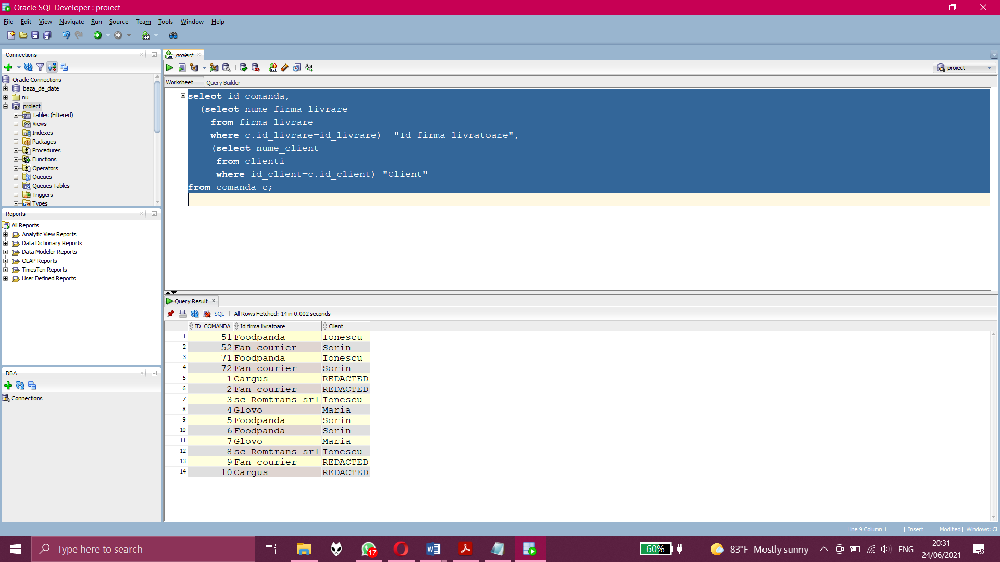 Oracle SQL Developer : proiect
File Edit View Navigate Run Source Team Tools Window Help
Connections
Oracle Connections
baza_de_date
nu
proiect
Tables (Filtered)
Views
Indexes
Packages
Procedures
Functions
Operators
Queues
Queues Tables
Triggers
Types
Reports
All Reports
Analytic View Reports
Data Dictionary Reports
Data Modeler Reports
OLAP Reports
TimesTen Reports
User Defined Reports
DBA
Connections
proiect
proiect
Worksheet Query Builder
select id_comanda,
(select nume_firma_livrare
from firma_livrare
where c.id_livrare=id_livrare) "Id firma livratoare",
(select nume_client
from clienti
where id_client=c.id_client) "Client"
from comanda c;
Query Result
SQL | All Rows Fetched: 14 in 0.002 seconds
ID_COMANDA Id firma livratoare Client
1 51 Foodpanda Ionescu
2 52 Fan courier Sorin
3 71 Foodpanda Ionescu
4 72 Fan courier Sorin
5 1 Cargus REDACTED
6 2 Fan courier REDACTED
7 3 sc Romtrans srl Ionescu
8 4 Glovo Maria
9 5 Foodpanda Sorin
10 6 Foodpanda Sorin
11 7 Glovo Maria
12 8 sc Romtrans srl Ionescu
13 9 Fan courier REDACTED
14 10 Cargus REDACTED
| Line 9 Column 1 | Insert | Modified | Windows: CF
Type here to search
17
60%
83°F Mostly sunny
ENG
20:31
24/06/2021